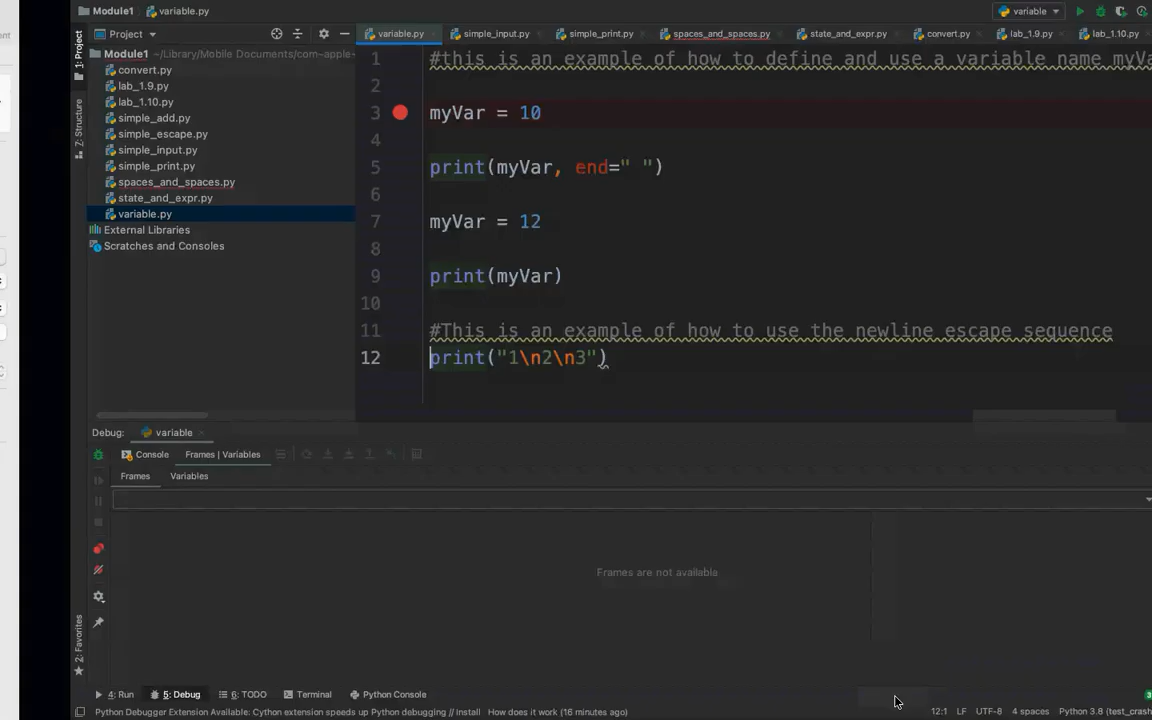 Module1 variable.py variable
1: Project
Project
variable.py simple_input.py simple_print.py spaces_and_spaces.py state_and_expr.py convert.py lab_1.9.py lab_1.10.py
Module1 ~/Library/Mobile Documents/com~apple~
convert.py
lab_1.9.py
lab_1.10.py
simple_add.py
simple_escape.py
simple_input.py
simple_print.py
spaces_and_spaces.py
state_and_expr.py
variable.py
External Libraries
Scratches and Consoles
Z: Structure
1 #this is an example of how to define and use a variable name myVa
2
3 myVar = 10
4
5 print(myVar, end=" ")
6
7 myVar = 12
8
9 print(myVar)
10
11 #This is an example of how to use the newline escape sequence
12 print("1\n2\n3")
Debug: variable
Console Frames | Variables
Frames Variables
Frames are not available
2: Favorites
4: Run 5: Debug 6: TODO Terminal Python Console
Python Debugger Extension Available: Cython extension speeds up Python debugging // Install How does it work (16 minutes ago) 12:1 LF UTF-8 4 spaces Python 3.8 (test_crash